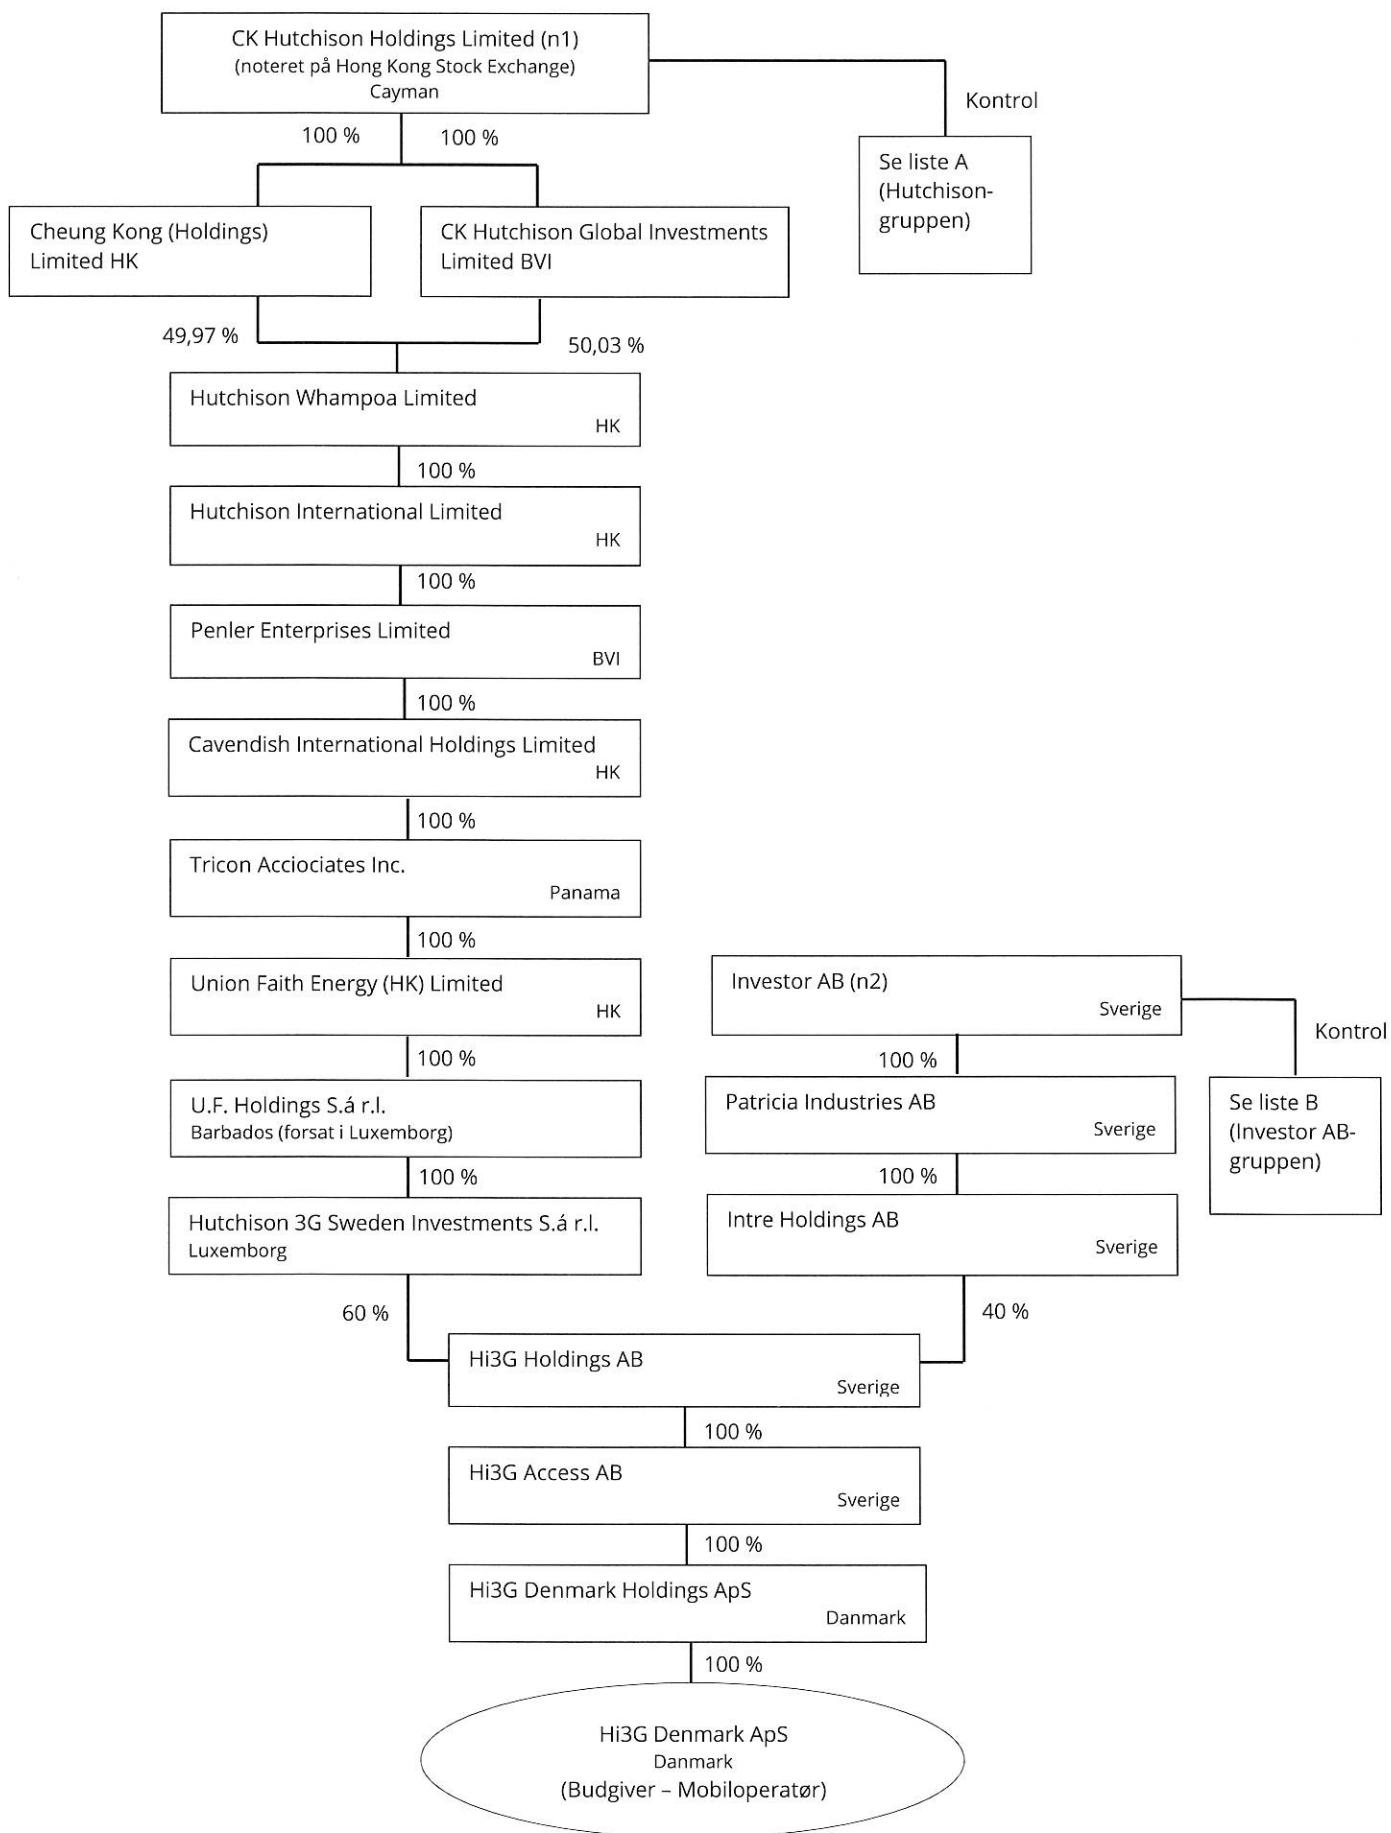 CK Hutchison Holdings Limited (n1)
(noteret på Hong Kong Stock Exchange)
Cayman
Kontrol
100 %
100 %
Se liste A
(Hutchison-
gruppen)
Cheung Kong (Holdings)
Limited HK
CK Hutchison Global Investments
Limited BVI
49,97 %
50,03 %
Hutchison Whampoa Limited
HK
100 %
Hutchison International Limited
HK
100 %
Penler Enterprises Limited
BVI
100 %
Cavendish International Holdings Limited
HK
100 %
Tricon Acciociates Inc.
Panama
100 %
Union Faith Energy (HK) Limited
HK
100 %
U.F. Holdings S.á r.l.
Barbados (forsat i Luxemborg)
100 %
Hutchison 3G Sweden Investments S.á r.l.
Luxemborg
60 %
Investor AB (n2)
Sverige
Kontrol
100 %
Patricia Industries AB
Sverige
Se liste B
(Investor AB-
gruppen)
100 %
Intre Holdings AB
Sverige
40 %
Hi3G Holdings AB
Sverige
100 %
Hi3G Access AB
Sverige
100 %
Hi3G Denmark Holdings ApS
Danmark
100 %
Hi3G Denmark ApS
Danmark
(Budgiver – Mobiloperatør)